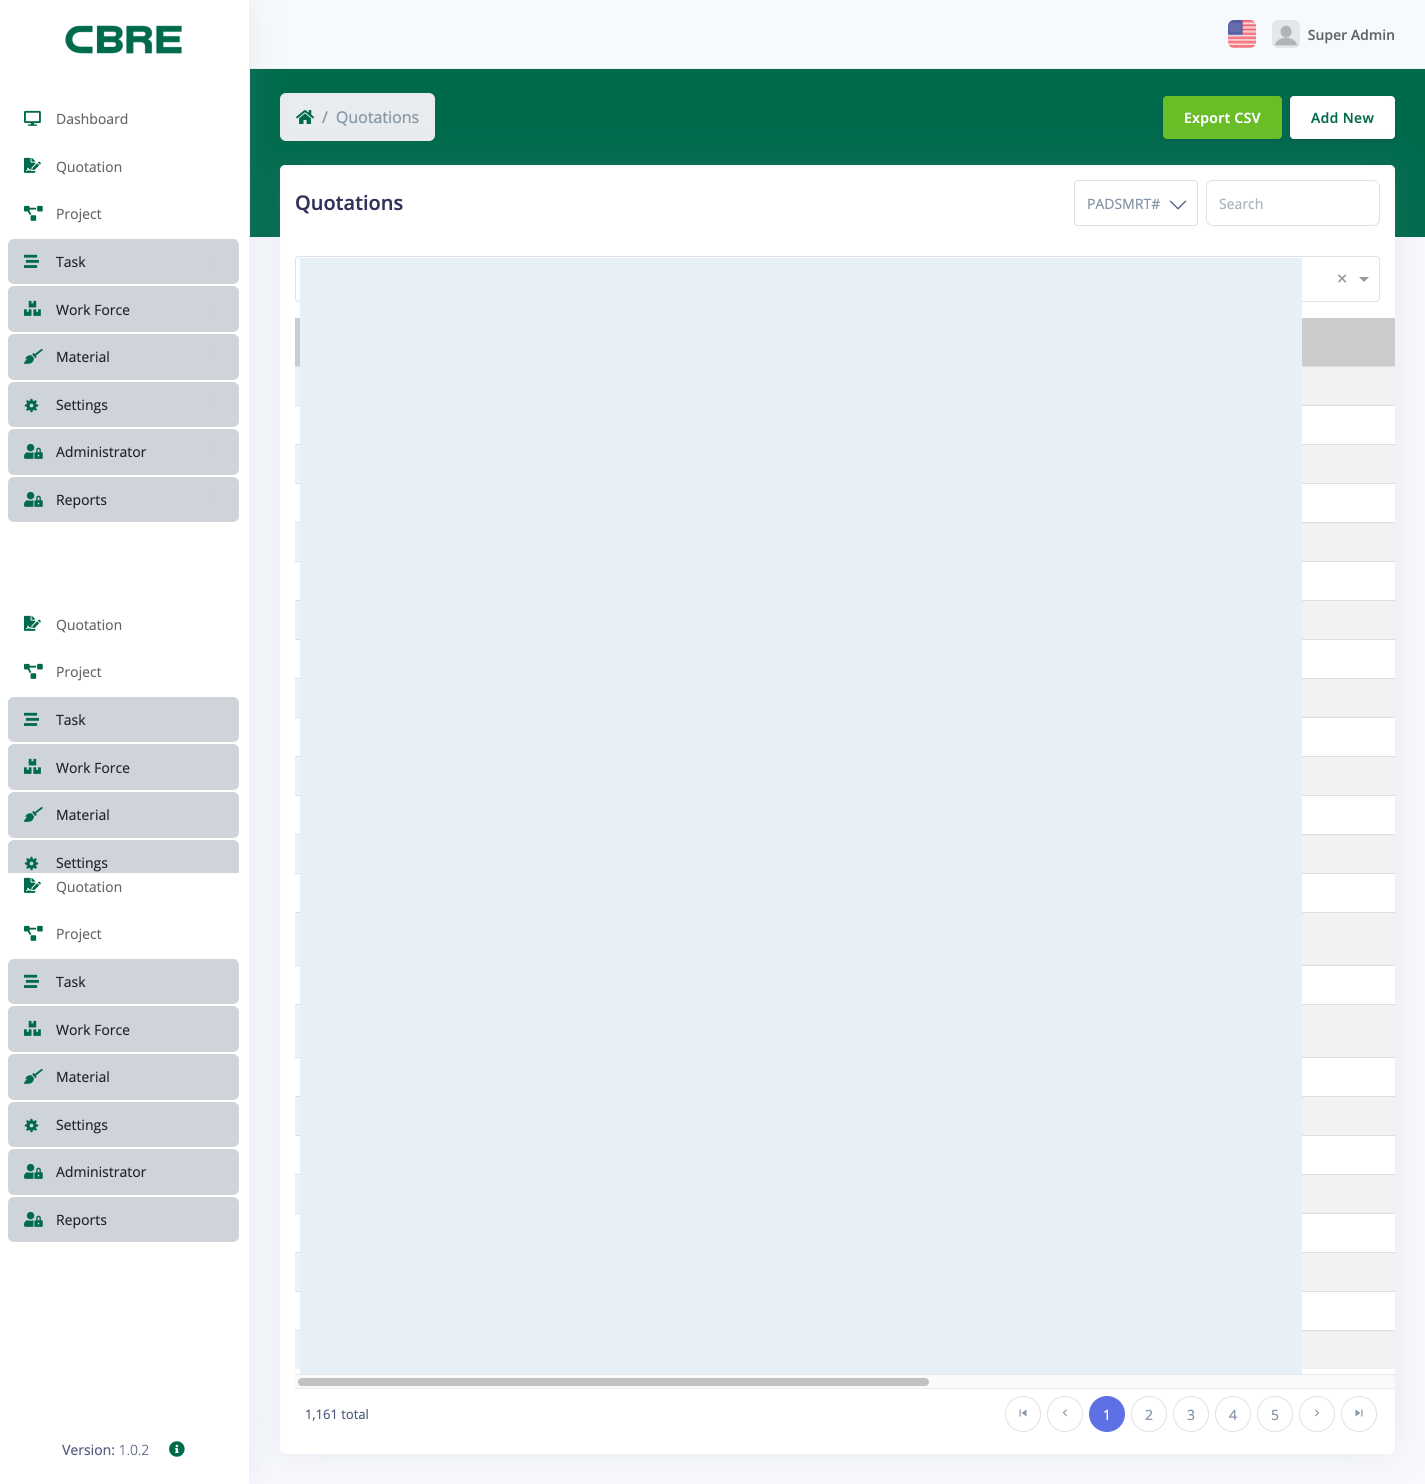 CBRE
Super Admin
Dashboard
Quotation
Project
Task
Work Force
Material
Settings
Administrator
Reports
Quotation
Project
Task
Work Force
Material
Settings
Quotation
Project
Task
Work Force
Material
Settings
Administrator
Reports
Version: 1.0.2
/ Quotations
Export CSV
Add New
Quotations
PADSMRT#
Search
1,161 total
1 2 3 4 5